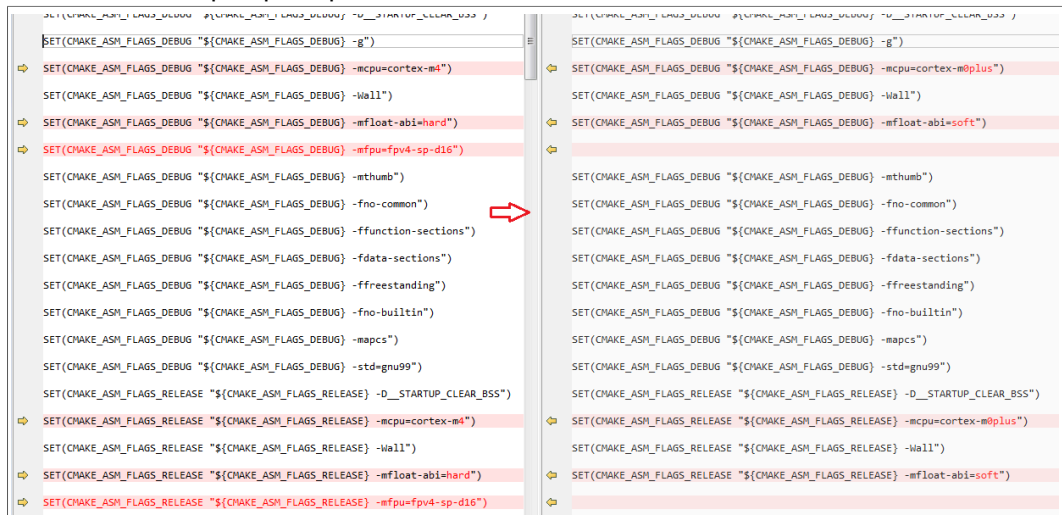 SET(CMAKE_ASM_FLAGS_DEBUG "${CMAKE_ASM_FLAGS_DEBUG} -D__STARTUP_CLEAR_BSS")
SET(CMAKE_ASM_FLAGS_DEBUG "${CMAKE_ASM_FLAGS_DEBUG} -g")
SET(CMAKE_ASM_FLAGS_DEBUG "${CMAKE_ASM_FLAGS_DEBUG} -mcpu=cortex-m4")
SET(CMAKE_ASM_FLAGS_DEBUG "${CMAKE_ASM_FLAGS_DEBUG} -Wall")
SET(CMAKE_ASM_FLAGS_DEBUG "${CMAKE_ASM_FLAGS_DEBUG} -mfloat-abi=hard")
SET(CMAKE_ASM_FLAGS_DEBUG "${CMAKE_ASM_FLAGS_DEBUG} -mfpu=fpv4-sp-d16")
SET(CMAKE_ASM_FLAGS_DEBUG "${CMAKE_ASM_FLAGS_DEBUG} -mthumb")
SET(CMAKE_ASM_FLAGS_DEBUG "${CMAKE_ASM_FLAGS_DEBUG} -fno-common")
SET(CMAKE_ASM_FLAGS_DEBUG "${CMAKE_ASM_FLAGS_DEBUG} -ffunction-sections")
SET(CMAKE_ASM_FLAGS_DEBUG "${CMAKE_ASM_FLAGS_DEBUG} -fdata-sections")
SET(CMAKE_ASM_FLAGS_DEBUG "${CMAKE_ASM_FLAGS_DEBUG} -ffreestanding")
SET(CMAKE_ASM_FLAGS_DEBUG "${CMAKE_ASM_FLAGS_DEBUG} -fno-builtin")
SET(CMAKE_ASM_FLAGS_DEBUG "${CMAKE_ASM_FLAGS_DEBUG} -mapcs")
SET(CMAKE_ASM_FLAGS_DEBUG "${CMAKE_ASM_FLAGS_DEBUG} -std=gnu99")
SET(CMAKE_ASM_FLAGS_RELEASE "${CMAKE_ASM_FLAGS_RELEASE} -D__STARTUP_CLEAR_BSS")
SET(CMAKE_ASM_FLAGS_RELEASE "${CMAKE_ASM_FLAGS_RELEASE} -mcpu=cortex-m4")
SET(CMAKE_ASM_FLAGS_RELEASE "${CMAKE_ASM_FLAGS_RELEASE} -Wall")
SET(CMAKE_ASM_FLAGS_RELEASE "${CMAKE_ASM_FLAGS_RELEASE} -mfloat-abi=hard")
SET(CMAKE_ASM_FLAGS_RELEASE "${CMAKE_ASM_FLAGS_RELEASE} -mfpu=fpv4-sp-d16")
SET(CMAKE_ASM_FLAGS_DEBUG "${CMAKE_ASM_FLAGS_DEBUG} -D__STARTUP_CLEAR_BSS")
SET(CMAKE_ASM_FLAGS_DEBUG "${CMAKE_ASM_FLAGS_DEBUG} -g")
SET(CMAKE_ASM_FLAGS_DEBUG "${CMAKE_ASM_FLAGS_DEBUG} -mcpu=cortex-m0plus")
SET(CMAKE_ASM_FLAGS_DEBUG "${CMAKE_ASM_FLAGS_DEBUG} -Wall")
SET(CMAKE_ASM_FLAGS_DEBUG "${CMAKE_ASM_FLAGS_DEBUG} -mfloat-abi=soft")
SET(CMAKE_ASM_FLAGS_DEBUG "${CMAKE_ASM_FLAGS_DEBUG} -mthumb")
SET(CMAKE_ASM_FLAGS_DEBUG "${CMAKE_ASM_FLAGS_DEBUG} -fno-common")
SET(CMAKE_ASM_FLAGS_DEBUG "${CMAKE_ASM_FLAGS_DEBUG} -ffunction-sections")
SET(CMAKE_ASM_FLAGS_DEBUG "${CMAKE_ASM_FLAGS_DEBUG} -fdata-sections")
SET(CMAKE_ASM_FLAGS_DEBUG "${CMAKE_ASM_FLAGS_DEBUG} -ffreestanding")
SET(CMAKE_ASM_FLAGS_DEBUG "${CMAKE_ASM_FLAGS_DEBUG} -fno-builtin")
SET(CMAKE_ASM_FLAGS_DEBUG "${CMAKE_ASM_FLAGS_DEBUG} -mapcs")
SET(CMAKE_ASM_FLAGS_DEBUG "${CMAKE_ASM_FLAGS_DEBUG} -std=gnu99")
SET(CMAKE_ASM_FLAGS_RELEASE "${CMAKE_ASM_FLAGS_RELEASE} -D__STARTUP_CLEAR_BSS")
SET(CMAKE_ASM_FLAGS_RELEASE "${CMAKE_ASM_FLAGS_RELEASE} -mcpu=cortex-m0plus")
SET(CMAKE_ASM_FLAGS_RELEASE "${CMAKE_ASM_FLAGS_RELEASE} -Wall")
SET(CMAKE_ASM_FLAGS_RELEASE "${CMAKE_ASM_FLAGS_RELEASE} -mfloat-abi=soft")